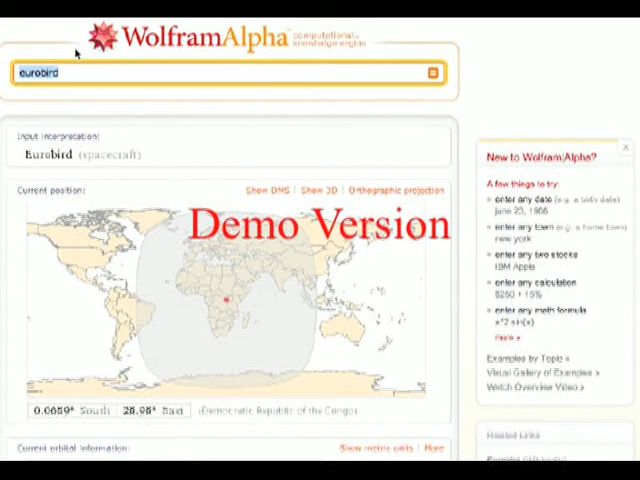 WolframAlpha computational... knowledge engine
eurobird
Input interpretation:
Eurobird (spacecraft)
Current position:
Show DMS | Show 3D | Orthographic projection
Demo Version
0.0659° South 28.98° East (Democratic Republic of the Congo)
Current orbital information:
Show metric units | More
New to Wolfram|Alpha?
A few things to try:
enter any date (e.g. a birth date)
june 23, 1988
enter any town (e.g. a home town)
new york
enter any two stocks
IBM Apple
enter any calculation
$250 + 15%
enter any math formula
x^2 sin(x)
more »
Examples by Topic »
Visual Gallery of Examples »
Watch Overview Video »
Related Links